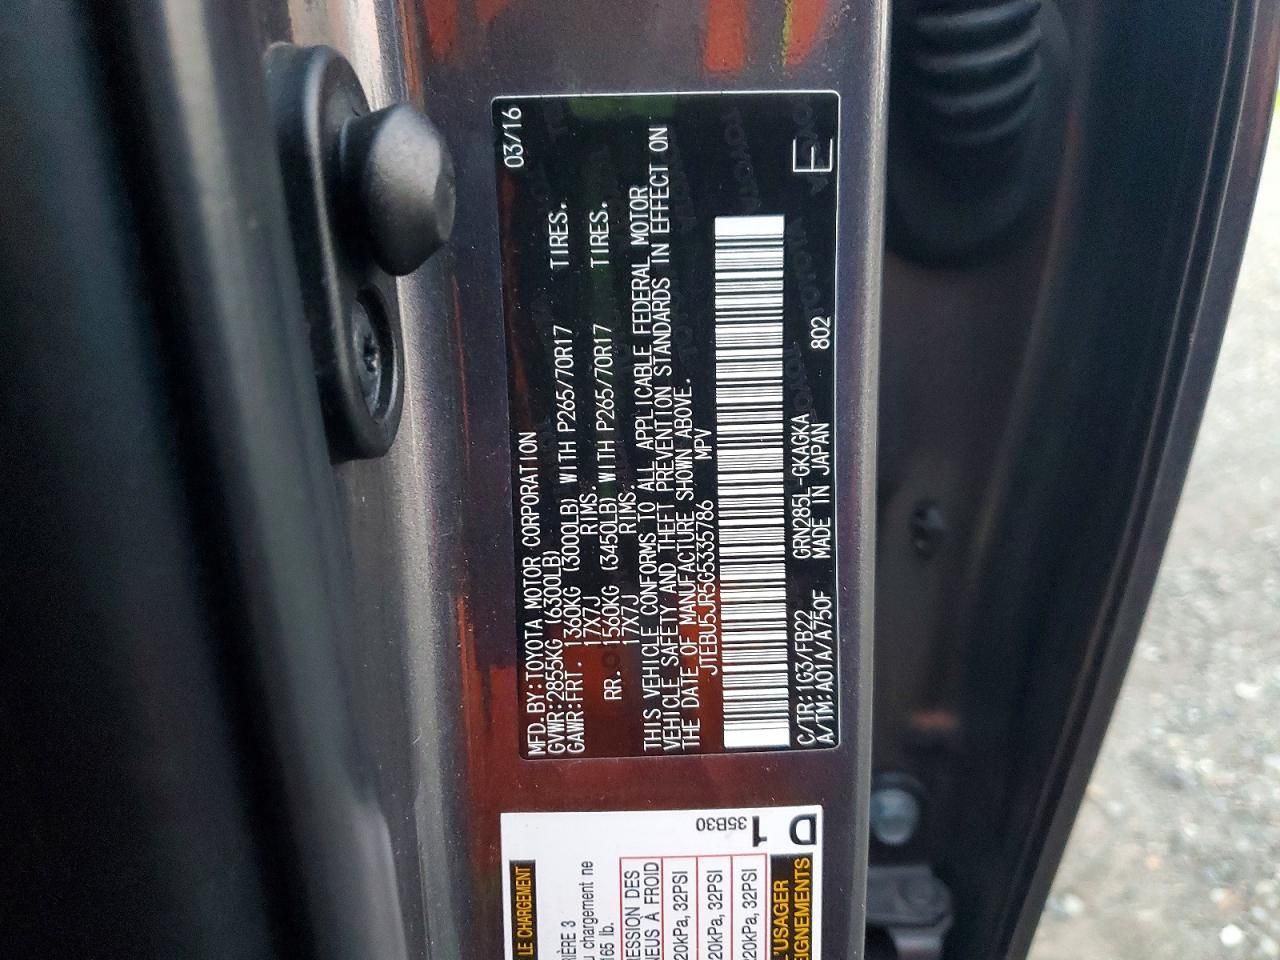 03/16
MFD.BY:TOYOTA MOTOR CORPORATION
GVWR:2855KG (6300LB)
GAWR:FRT. 1360KG (3000LB) WITH P265/70R17 TIRES.
17X7J RIMS.
RR. 1560KG (3450LB) WITH P265/70R17 TIRES.
17X7J RIMS.
THIS VEHICLE CONFORMS TO ALL APPLICABLE FEDERAL MOTOR
VEHICLE SAFETY AND THEFT PREVENTION STANDARDS IN EFFECT ON
THE DATE OF MANUFACTURE SHOWN ABOVE.
JTEBU5JR5G5335786 MPV
C/TR:1G3/FB22 GRN285L-GKAGKA
A/TM:A01A/A750F MADE IN JAPAN 802
LE CHARGEMENT
IÈRE 3
chargement ne
165 lb.
ESSION DES
NEUS À FROID
20kPa, 32PSI
20kPa, 32PSI
220kPa, 32PSI
L'USAGER
EIGNEMENTS
35B30
1
D